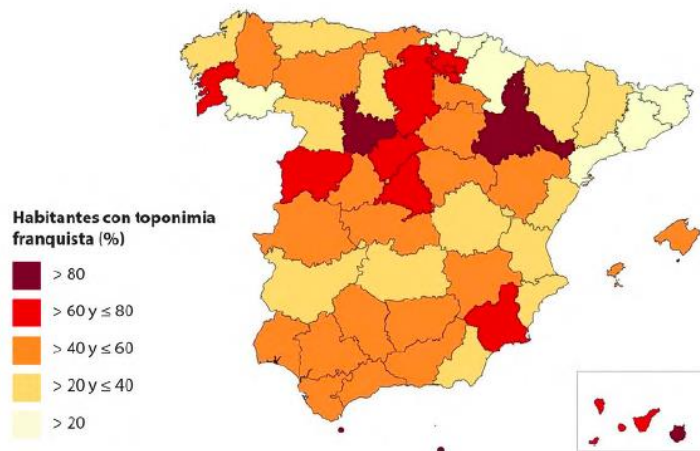 Habitantes con toponimia
franquista (%)
> 80
> 60 y ≤ 80
> 40 y ≤ 60
> 20 y ≤ 40
> 20